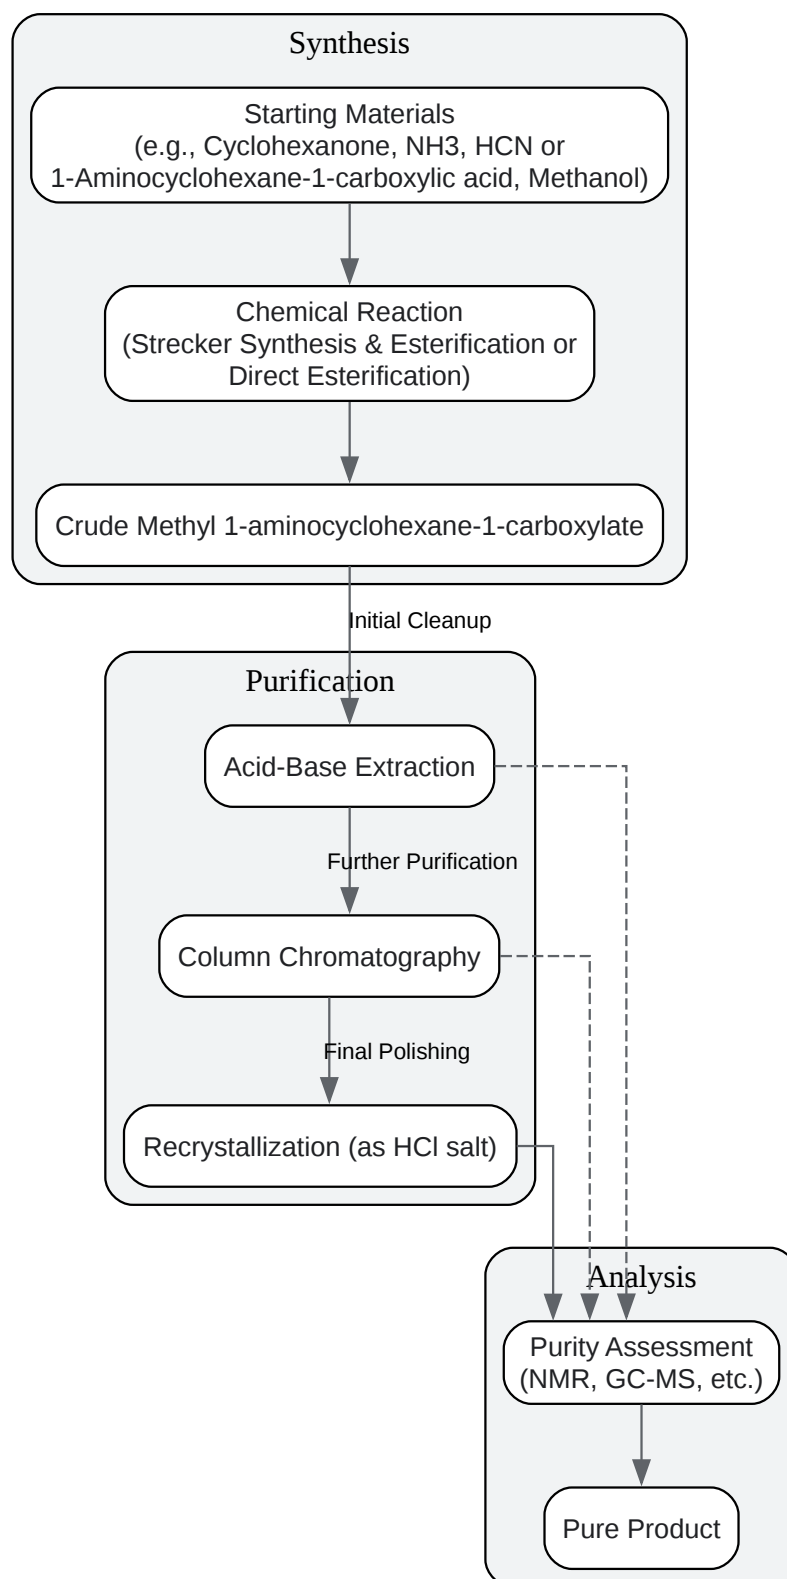 Synthesis
Starting Materials
(e.g., Cyclohexanone, NH3, HCN or
1-Aminocyclohexane-1-carboxylic acid, Methanol)
Chemical Reaction
(Strecker Synthesis & Esterification or
Direct Esterification)
Crude Methyl 1-aminocyclohexane-1-carboxylate
Initial Cleanup
Purification
Acid-Base Extraction
Further Purification
Column Chromatography
Final Polishing
Recrystallization (as HCl salt)
Analysis
Purity Assessment
(NMR, GC-MS, etc.)
Pure Product